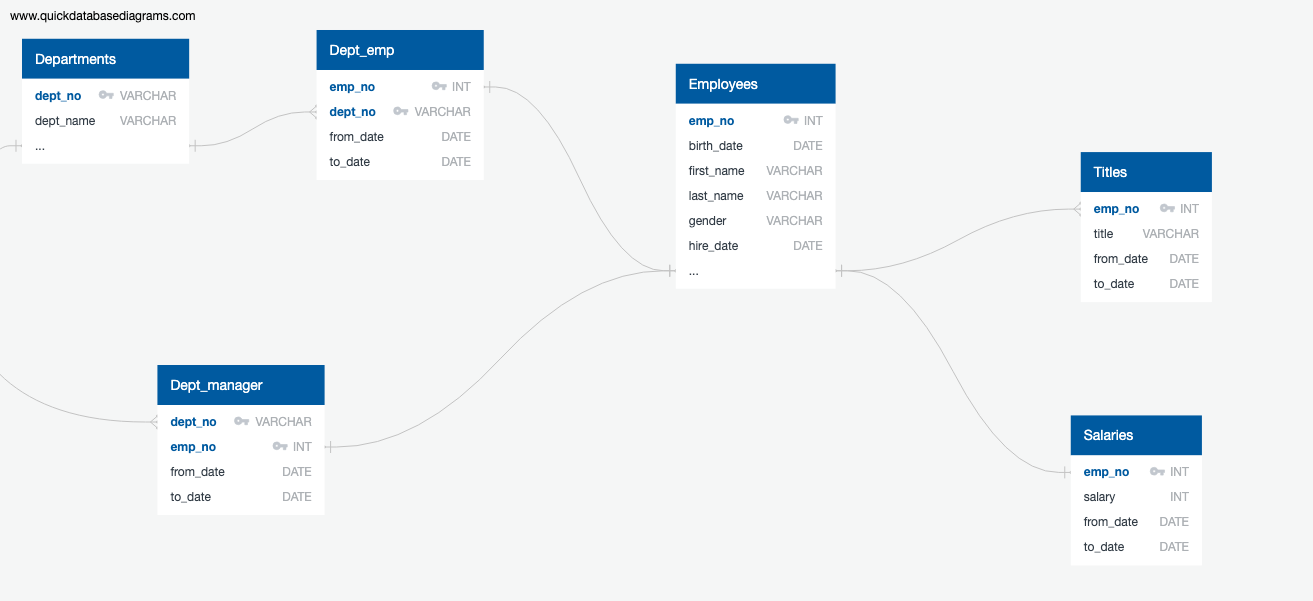 www.quickdatabasediagrams.com
Departments
dept_no VARCHAR
dept_name VARCHAR
...
Dept_emp
emp_no INT
dept_no VARCHAR
from_date DATE
to_date DATE
Employees
emp_no INT
birth_date DATE
first_name VARCHAR
last_name VARCHAR
gender VARCHAR
hire_date DATE
...
Titles
emp_no INT
title VARCHAR
from_date DATE
to_date DATE
Dept_manager
dept_no VARCHAR
emp_no INT
from_date DATE
to_date DATE
Salaries
emp_no INT
salary INT
from_date DATE
to_date DATE